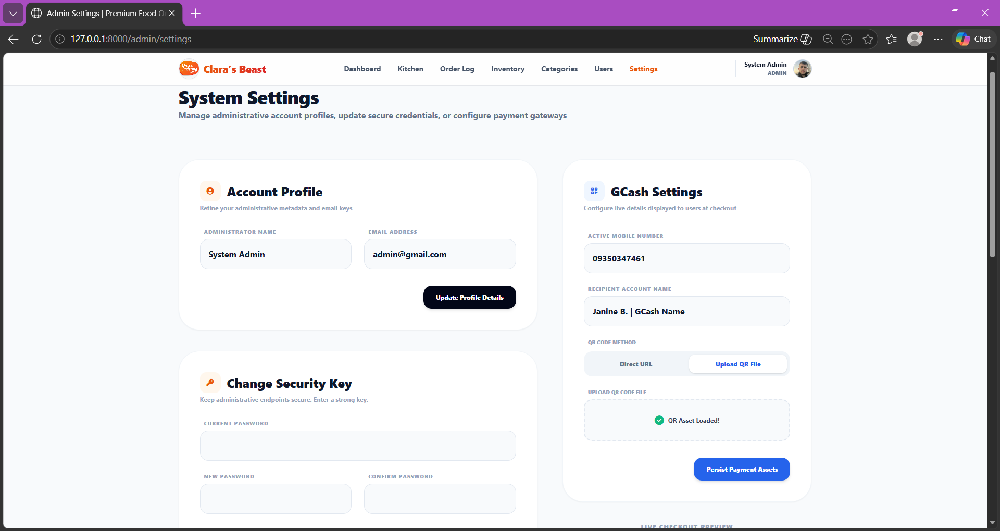 Admin Settings | Premium Food O
127.0.0.1:8000/admin/settings
Summarize
Chat
Online Ordering
Clara's Beast
Dashboard
Kitchen
Order Log
Inventory
Categories
Users
Settings
System Admin
ADMIN
System Settings
Manage administrative account profiles, update secure credentials, or configure payment gateways
Account Profile
Refine your administrative metadata and email keys
ADMINISTRATOR NAME
EMAIL ADDRESS
System Admin
admin@gmail.com
Update Profile Details
Change Security Key
Keep administrative endpoints secure. Enter a strong key.
CURRENT PASSWORD
NEW PASSWORD
CONFIRM PASSWORD
GCash Settings
Configure live details displayed to users at checkout
ACTIVE MOBILE NUMBER
09350347461
RECIPIENT ACCOUNT NAME
Janine B. | GCash Name
QR CODE METHOD
Direct URL
Upload QR File
UPLOAD QR CODE FILE
QR Asset Loaded!
Persist Payment Assets
LIVE CHECKOUT PREVIEW